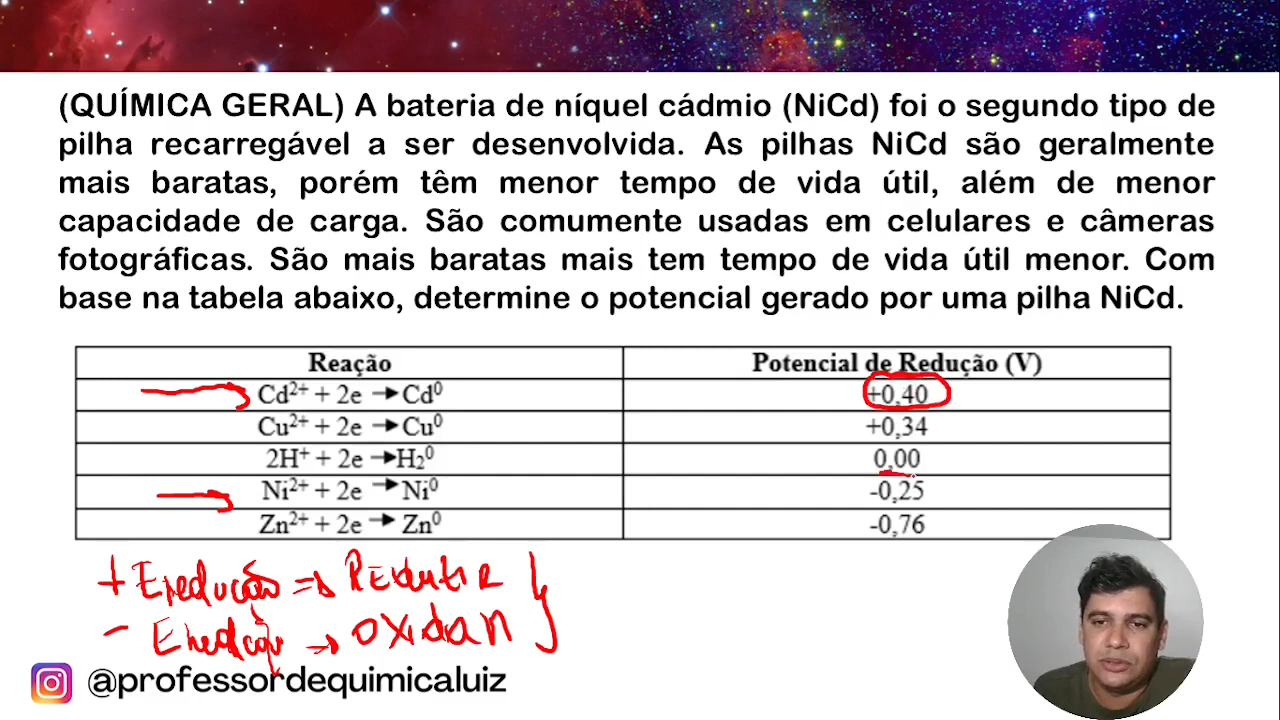 (QUÍMICA GERAL) A bateria de níquel cádmio (NiCd) foi o segundo tipo de
pilha recarregável a ser desenvolvida. As pilhas NiCd são geralmente
mais baratas, porém têm menor tempo de vida útil, além de menor
capacidade de carga. São comumente usadas em celulares e câmeras
fotográficas. São mais baratas mais tem tempo de vida útil menor. Com
base na tabela abaixo, determine o potencial gerado por uma pilha NiCd.
Reação Potencial de Redução (V)
Cd²⁺ + 2e → Cd⁰ +0,40
Cu²⁺ + 2e → Cu⁰ +0,34
2H⁺ + 2e → H₂⁰ 0,00
Ni²⁺ + 2e → Ni⁰ -0,25
Zn²⁺ + 2e → Zn⁰ -0,76
+ Eredução ⇒
- → oxidan
@professordequimicaluiz